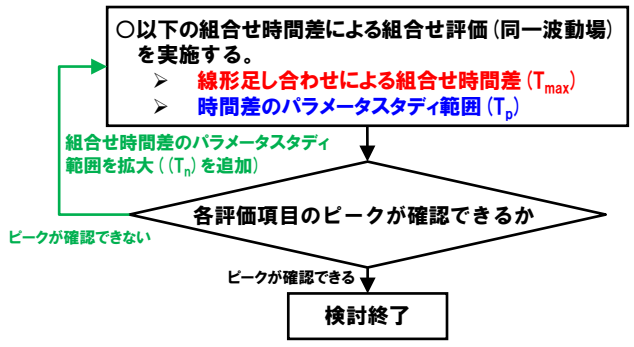 ○以下の組合せ時間差による組合せ評価(同一波動場)
を実施する。
➢ 線形足し合わせによる組合せ時間差(Tmax)
➢ 時間差のパラメータスタディ範囲(Tp)
組合せ時間差のパラメータスタディ
範囲を拡大((Tn)を追加)
各評価項目のピークが確認できるか
ピークが確認できない
ピークが確認できる
検討終了